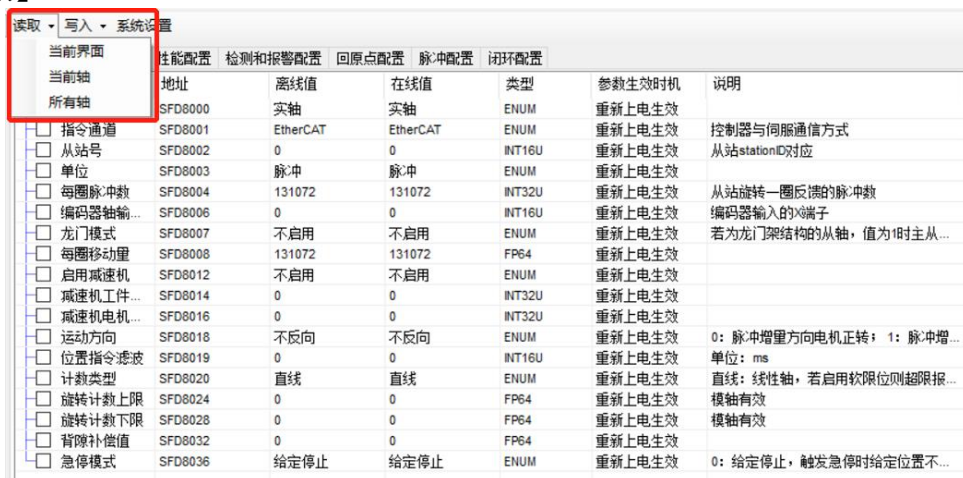 读取 写入 系统设置
当前界面
当前轴
所有轴
性能配置 检测和报警配置 回原点配置 脉冲配置 闭环配置
地址 离线值 在线值 类型 参数生效时机 说明
SFD8000 实轴 实轴 ENUM 重新上电生效
指令通道 SFD8001 EtherCAT EtherCAT ENUM 重新上电生效 控制器与伺服通信方式
从站号 SFD8002 0 0 INT16U 重新上电生效 从站stationID对应
单位 SFD8003 脉冲 脉冲 ENUM 重新上电生效
每圈脉冲数 SFD8004 131072 131072 INT32U 重新上电生效 从站旋转一圈反馈的脉冲数
编码器轴输... SFD8006 0 0 INT16U 重新上电生效 编码器输入的X端子
龙门模式 SFD8007 不启用 不启用 ENUM 重新上电生效 若为龙门架结构的从轴，值为1时主从...
每圈移动量 SFD8008 131072 131072 FP64 重新上电生效
启用减速机 SFD8012 不启用 不启用 ENUM 重新上电生效
减速机工件... SFD8014 0 0 INT32U 重新上电生效
减速机电机... SFD8016 0 0 INT32U 重新上电生效
运动方向 SFD8018 不反向 不反向 ENUM 重新上电生效 0: 脉冲增量方向电机正转; 1: 脉冲增...
位置指令滤波 SFD8019 0 0 INT16U 重新上电生效 单位: ms
计数类型 SFD8020 直线 直线 ENUM 重新上电生效 直线: 线性轴，若启用软限位则超限报...
旋转计数上限 SFD8024 0 0 FP64 重新上电生效 模轴有效
旋转计数下限 SFD8028 0 0 FP64 重新上电生效 模轴有效
背隙补偿值 SFD8032 0 0 FP64 重新上电生效
急停模式 SFD8036 给定停止 给定停止 ENUM 重新上电生效 0: 给定停止，触发急停时给定位置不...